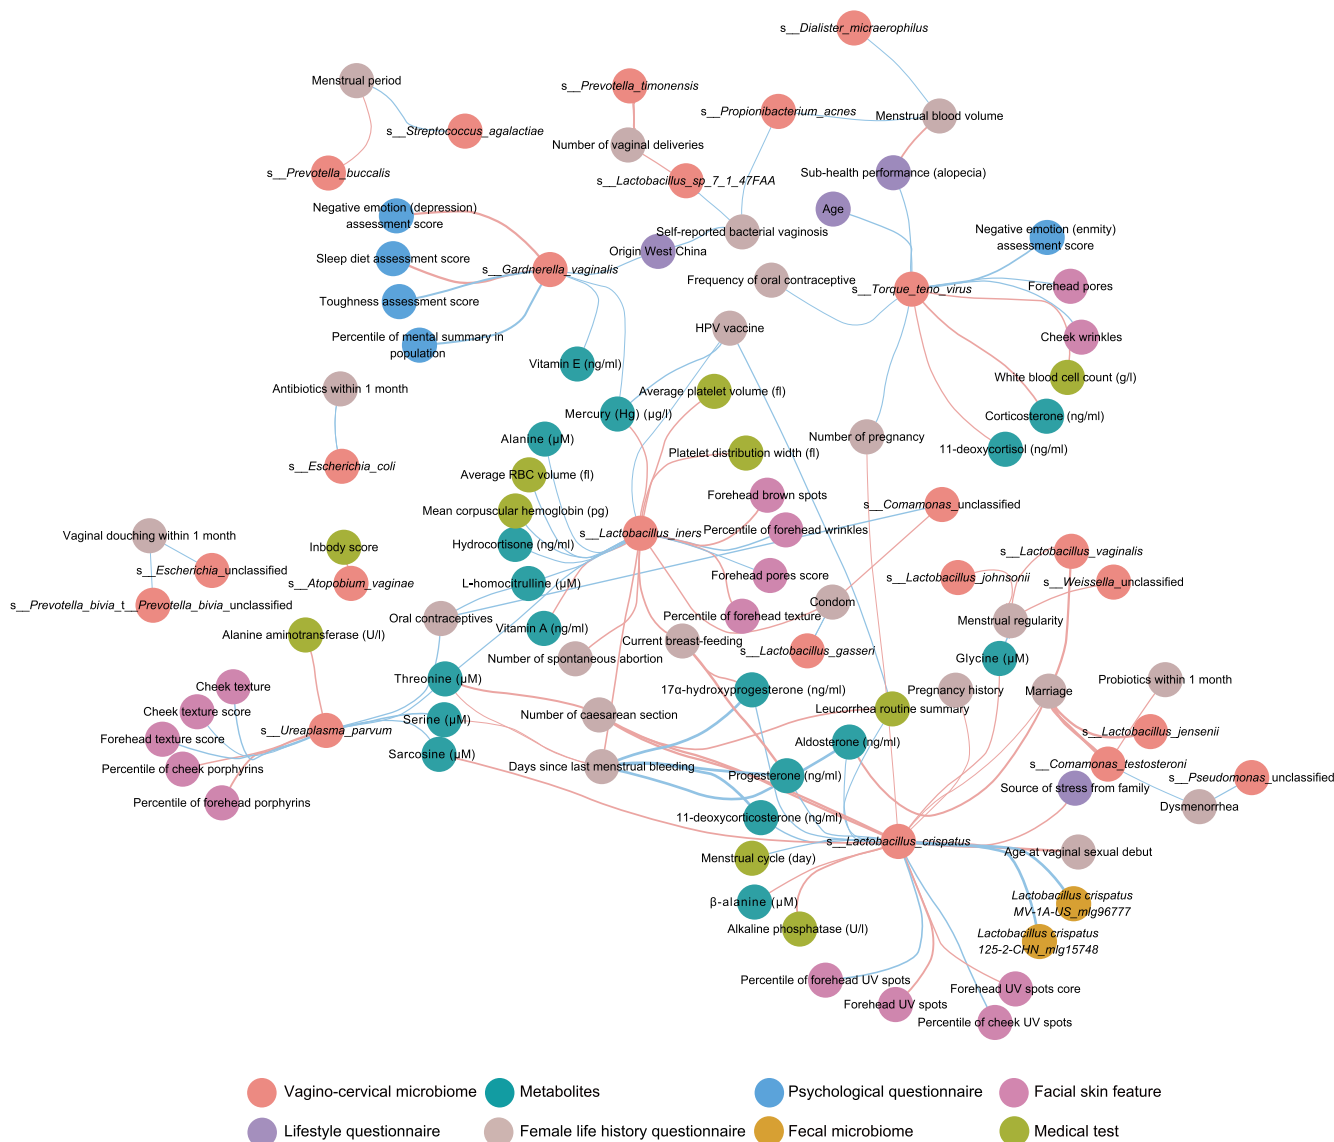 s__Dialister_micraerophilus
Menstrual period
s__Prevotella_timonensis
s__Propionibacterium_acnes
Menstrual blood volume
s__Streptococcus_agalactiae
Number of vaginal deliveries
s__Prevotella_buccalis
s__Lactobacillus_sp_7_1_47FAA
Sub-health performance (alopecia)
Negative emotion (depression)
assessment score
Age
Self-reported bacterial vaginosis
Negative emotion (enmity)
assessment score
Origin West China
Sleep diet assessment score
s__Gardnerella_vaginalis
Frequency of oral contraceptive
s__Torque_teno_virus
Forehead pores
Toughness assessment score
Percentile of mental summary in
population
HPV vaccine
Cheek wrinkles
Vitamin E (ng/ml)
White blood cell count (g/l)
Antibiotics within 1 month
Average platelet volume (fl)
Mercury (Hg) (µg/l)
Corticosterone (ng/ml)
Alanine (µM)
Number of pregnancy
11-deoxycortisol (ng/ml)
Platelet distribution width (fl)
s__Escherichia_coli
Average RBC volume (fl)
Forehead brown spots
s__Comamonas_unclassified
Mean corpuscular hemoglobin (pg)
s__Lactobacillus_iners
Percentile of forehead wrinkles
Vaginal douching within 1 month
Inbody score
Hydrocortisone (ng/ml)
s__Lactobacillus_vaginalis
s__Escherichia_unclassified
s__Atopobium_vaginae
L-homocitrulline (µM)
Forehead pores score
s__Lactobacillus_johnsonii
s__Weissella_unclassified
s__Prevotella_bivia_t__Prevotella_bivia_unclassified
Condom
Oral contraceptives
Percentile of forehead texture
Menstrual regularity
Alanine aminotransferase (U/l)
Vitamin A (ng/ml)
Current breast-feeding
s__Lactobacillus_gasseri
Number of spontaneous abortion
Glycine (µM)
Threonine (µM)
Cheek texture
17α-hydroxyprogesterone (ng/ml)
Pregnancy history
Marriage
Probiotics within 1 month
Cheek texture score
Serine (µM)
Number of caesarean section
Leucorrhea routine summary
s__Ureaplasma_parvum
s__Lactobacillus_jensenii
Forehead texture score
Aldosterone (ng/ml)
Sarcosine (µM)
Days since last menstrual bleeding
s__Comamonas_testosteroni
Percentile of cheek porphyrins
Progesterone (ng/ml)
s__Pseudomonas_unclassified
Source of stress from family
Percentile of forehead porphyrins
Dysmenorrhea
11-deoxycorticosterone (ng/ml)
s__Lactobacillus_crispatus
Menstrual cycle (day)
Age at vaginal sexual debut
β-alanine (µM)
Lactobacillus crispatus
MV-1A-US_mlg96777
Alkaline phosphatase (U/l)
Lactobacillus crispatus
125-2-CHN_mlg15748
Percentile of forehead UV spots
Forehead UV spots core
Forehead UV spots
Percentile of cheek UV spots
Vagino-cervical microbiome
Metabolites
Psychological questionnaire
Facial skin feature
Lifestyle questionnaire
Female life history questionnaire
Fecal microbiome
Medical test